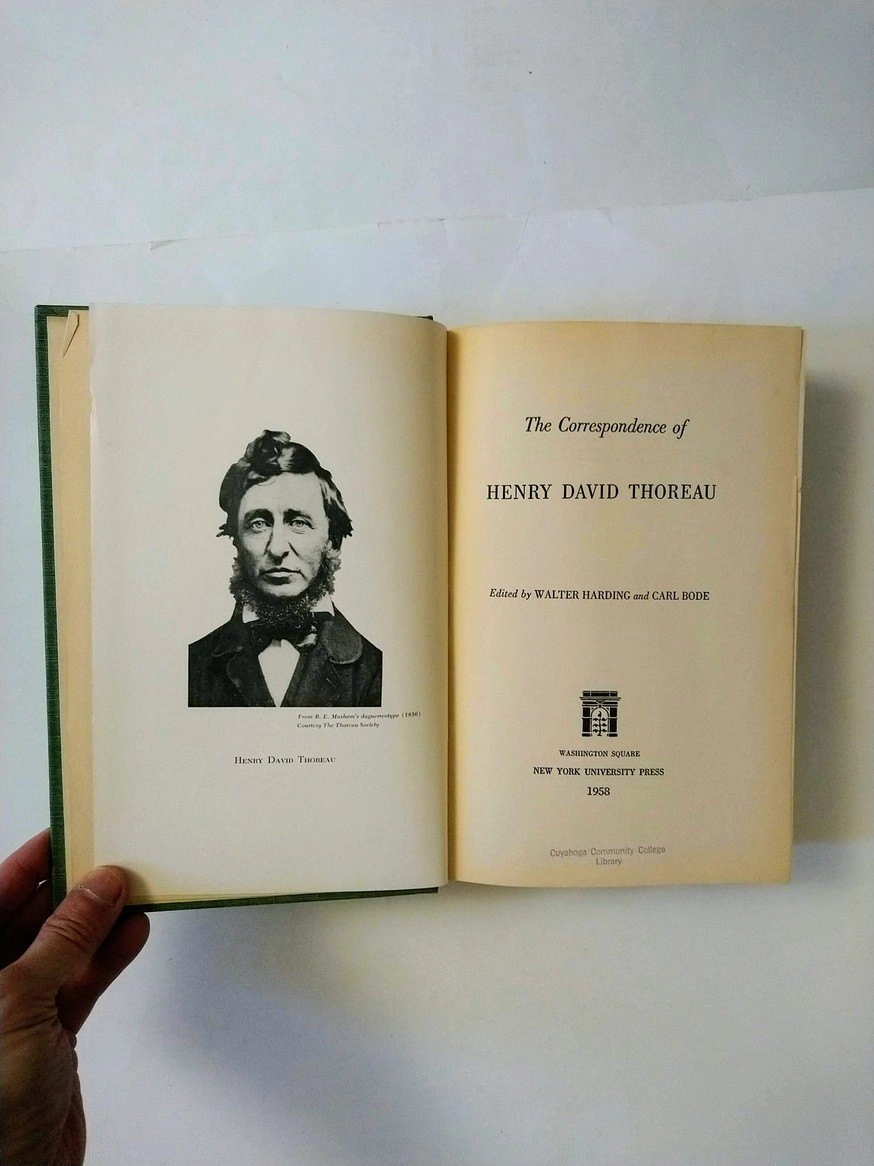 From B. E. Maxham's daguerreotype (1856)
Courtesy The Thoreau Society
HENRY DAVID THOREAU
The Correspondence of
HENRY DAVID THOREAU
Edited by WALTER HARDING and CARL BODE
WASHINGTON SQUARE
NEW YORK UNIVERSITY PRESS
1958
Cuyahoga Community College
Library